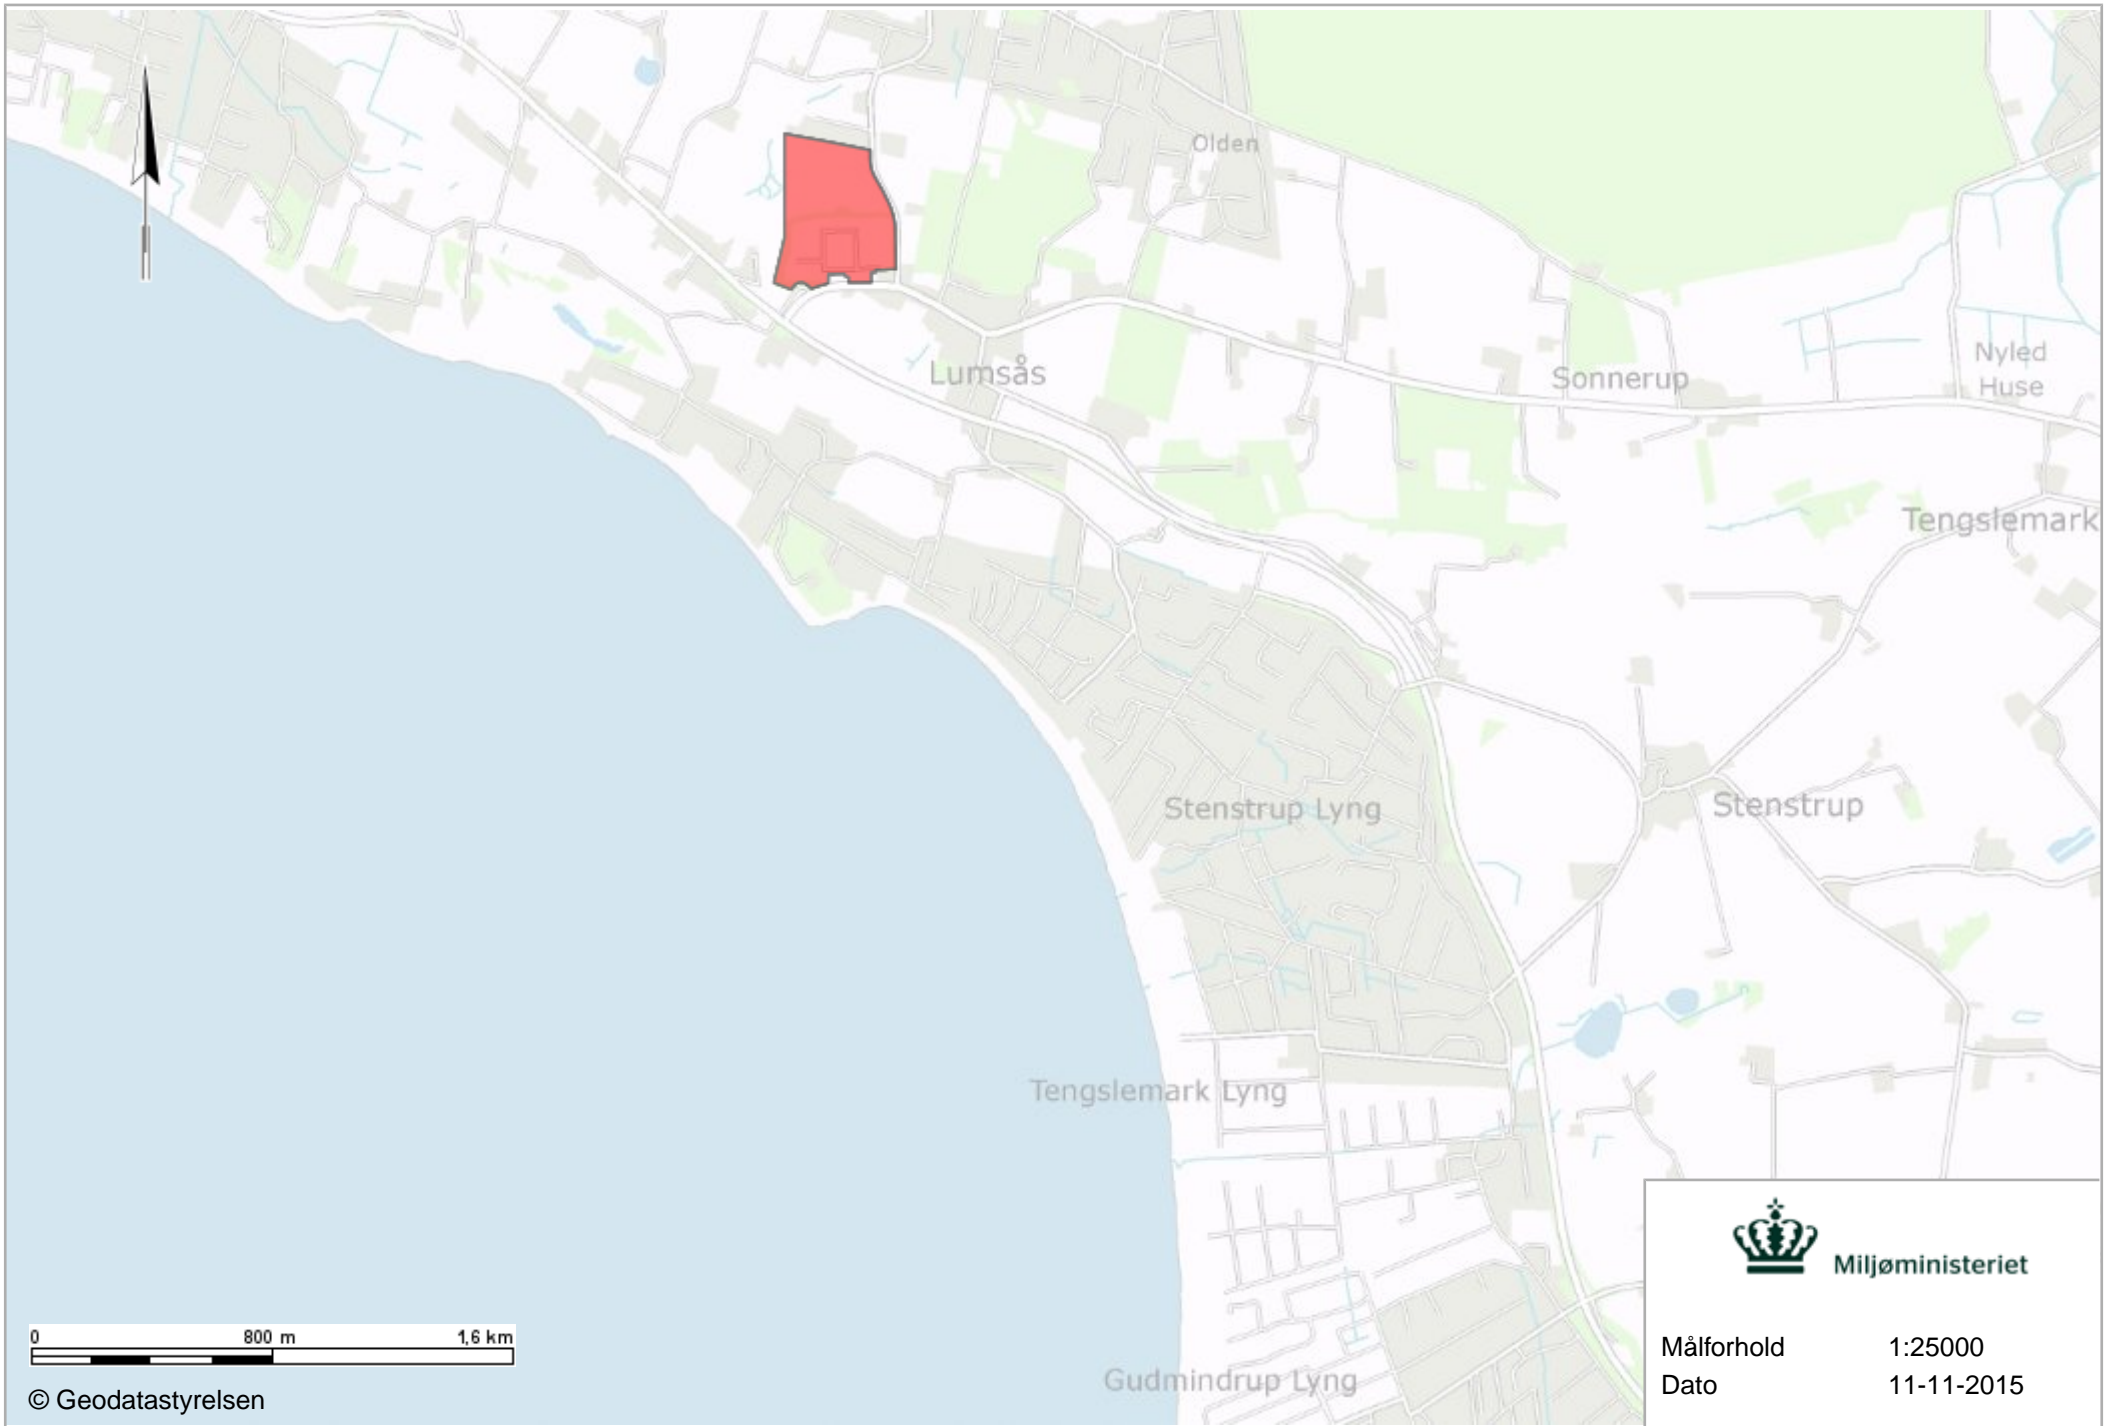 Olden
Lumsås
Sonnerup
Nyled
Huse
Tengslemark
Stenstrup Lyng
Stenstrup
Tengslemark Lyng
Gudmindrup Lyng
0 800 m 1,6 km
© Geodatastyrelsen
Miljøministeriet
Målforhold 1:25000
Dato 11-11-2015